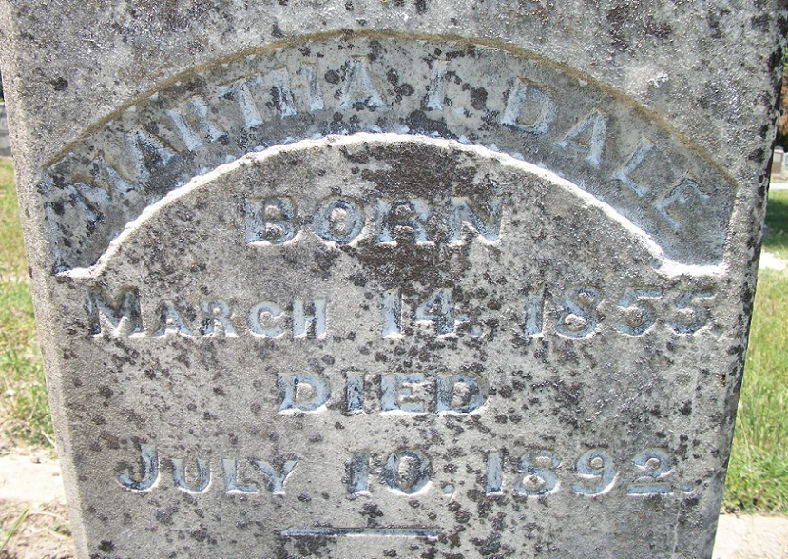 MARTHA I. DALE
BORN
MARCH 14, 1855.
DIED
JULY 10, 1892.